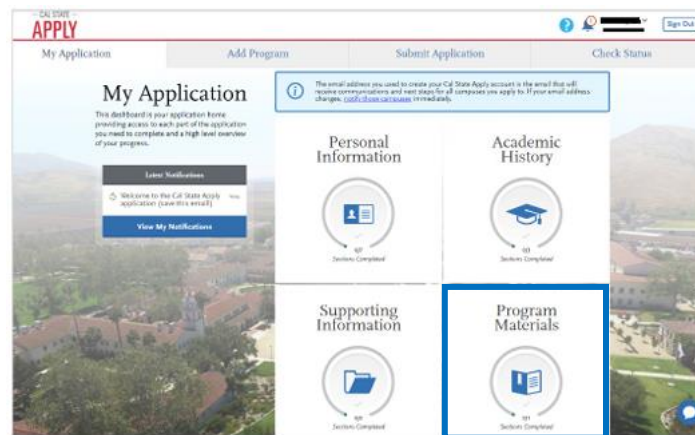 CAL STATE
APPLY
Sign Out
My Application
Add Program
Submit Application
Check Status
My Application
This dashboard is your application home
providing access to each part of the application
you need to complete and a high level overview
of your progress.
Latest Notifications
Welcome to the Cal State Apply
application (save this email)
View My Notifications
The email address you used to create your Cal State Apply account is the email that will
receive communications and next steps for all campuses you apply to. If your email address
changes, notify those campuses immediately.
Personal
Information
Sections Completed
Academic
History
Sections Completed
Supporting
Information
Sections Completed
Program
Materials
Sections Completed